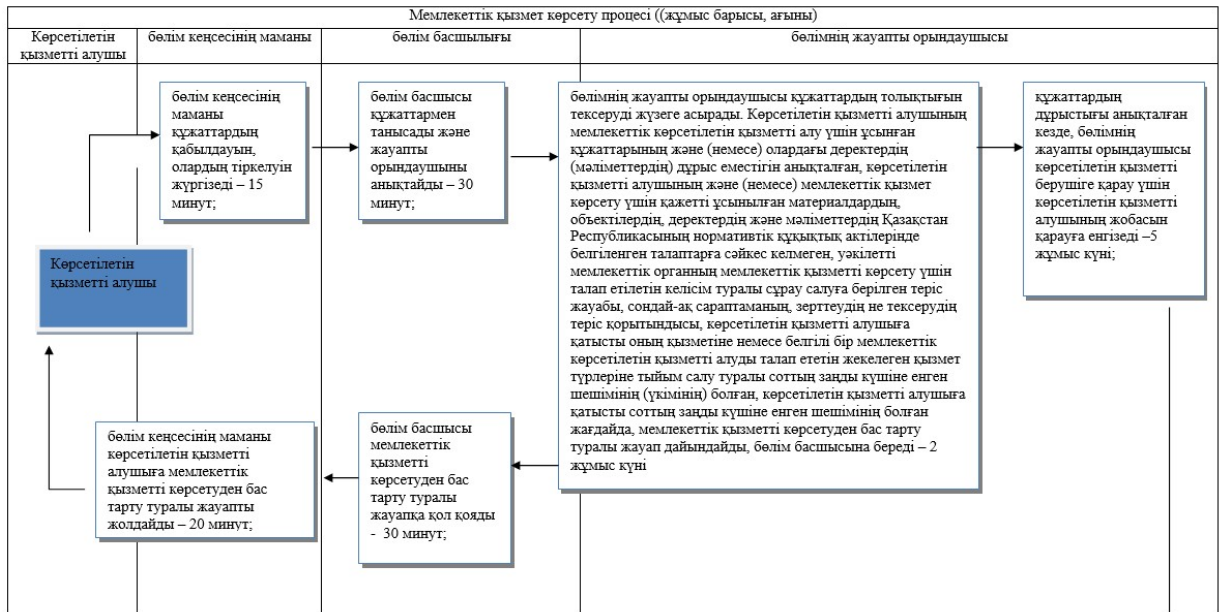 Мемлекеттік қызмет көрсету процесі ((жұмыс барысы, ағыны)
Көрсетілетін
қызметті алушы
бөлім кеңсесінің маманы
бөлім басшылығы
бөлімнің жауапты орындаушысы
бөлім кеңсесінің
маманы
құжаттардың
қабылдауын,
олардың тіркелуін
жүргізеді – 15
минут;
бөлім басшысы
құжаттармен
танысады және
жауапты
орындаушыны
анықтайды – 30
минут;
бөлімнің жауапты орындаушысы құжаттардың толықтығын
тексеруді жүзеге асырады. Көрсетілетін қызметті алушының
мемлекеттік көрсетілетін қызметті алу үшін ұсынған
құжаттарының және (немесе) олардағы деректердің
(мәліметтердің) дұрыс еместігін анықталған, көрсетілетін
қызметті алушының және (немесе) мемлекеттік қызмет
көрсету үшін қажетті ұсынылған материалдардың,
объектілердің, деректердің және мәліметтердің Қазақстан
Республикасының нормативтік құқықтық актілерінде
белгіленген талаптарға сәйкес келмеген, уәкілетті
мемлекеттік органның мемлекеттік қызметті көрсету үшін
талап етілетін келісім туралы сұрау салуға берілген теріс
жауабы, сондай-ақ сараптаманың, зерттеудің не тексерудің
теріс қорытындысы, көрсетілетін қызметті алушыға
қатысты оның қызметіне немесе белгілі бір мемлекеттік
көрсетілетін қызметті алуды талап ететін жекелеген қызмет
түрлеріне тыйым салу туралы соттың заңды күшіне енген
шешімінің (үкімінің) болған, көрсетілетін қызметті алушыға
қатысты соттың заңды күшіне енген шешімінің болған
жағдайда, мемлекеттік қызметті көрсетуден бас тарту
туралы жауап дайындайды, бөлім басшысына береді – 2
жұмыс күні
құжаттардың
дұрыстығы анықталған
кезде, бөлімнің
жауапты орындаушысы
көрсетілетін қызметті
берушіге қарау үшін
көрсетілетін қызметті
алушының жобасын
қарауға енгізеді –5
жұмыс күні;
Көрсетілетін
қызметті алушы
бөлім кеңсесінің маманы
көрсетілетін қызметті
алушыға мемлекеттік
қызметті көрсетуден бас
тарту туралы жауапты
жолдайды – 20 минут;
бөлім басшысы
мемлекеттік
қызметті
көрсетуден бас
тарту туралы
жауапқа қол қояды
- 30 минут;